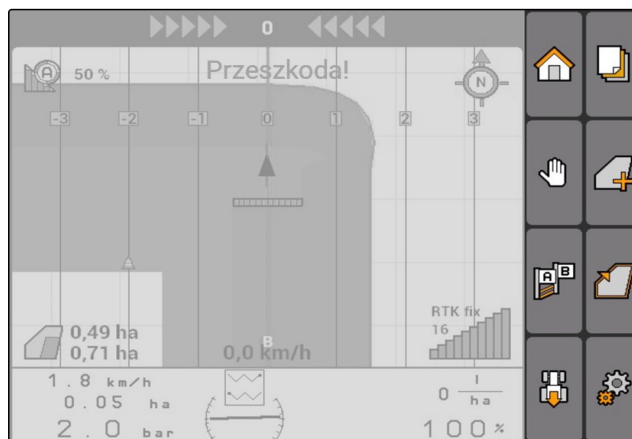 0
A 50 % Przeszkoda! N
-3 -2 -1 0 1 2 3
A B
RTK fix
16
0,49 ha
0,71 ha 0,0 km/h B
1.8 km/h
0.05 ha
2.0 bar
0 l/ha
100%